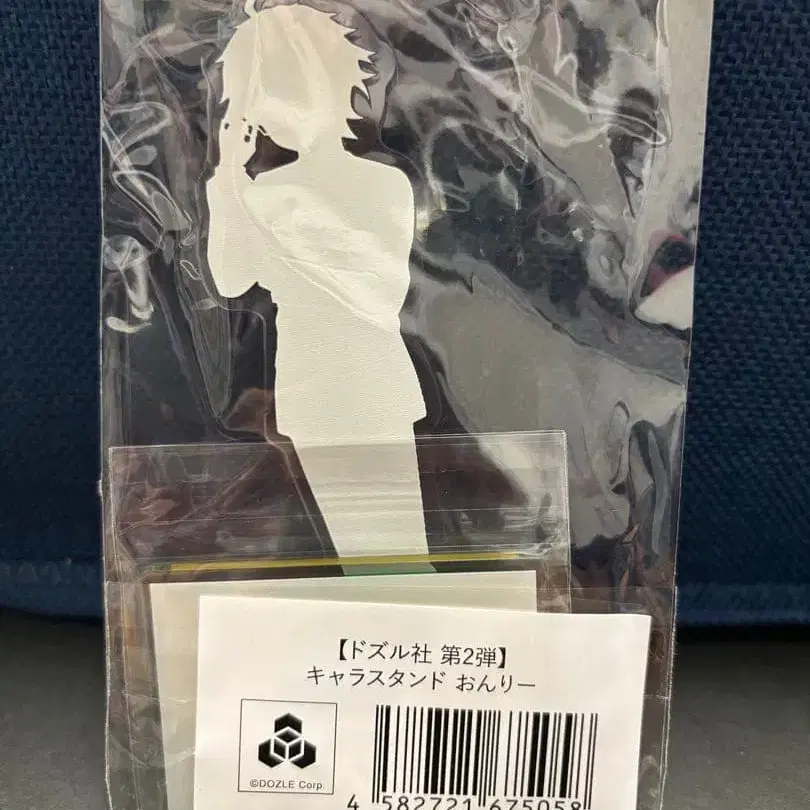 【ドズル社 第2弾】
キャラスタンド おんりー
©DOZLE Corp.
4 582721 675058